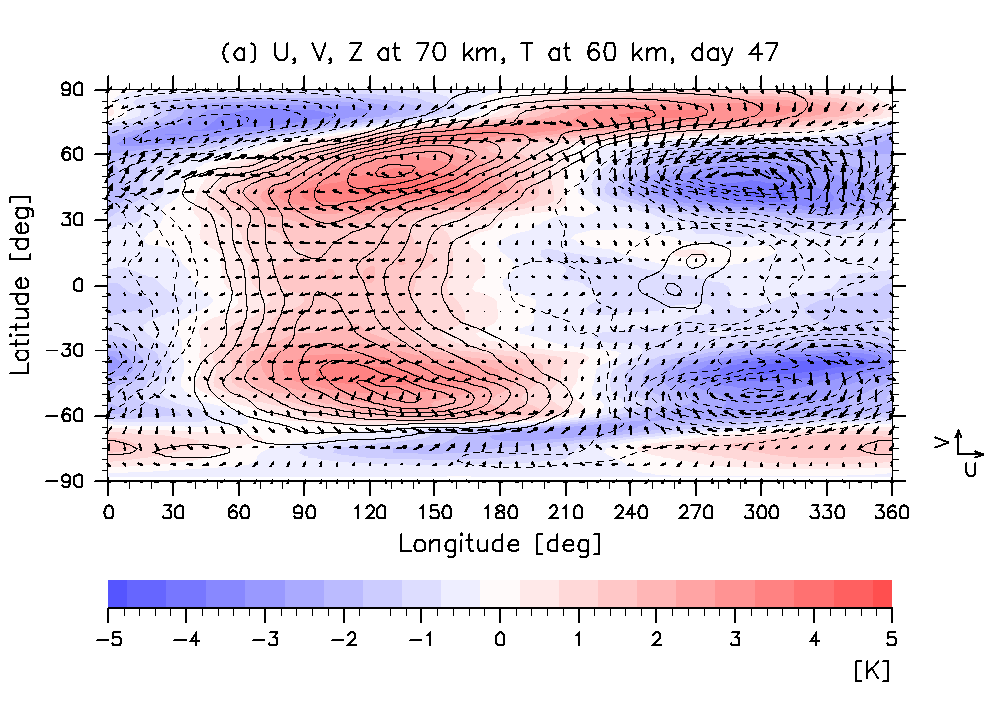 (a) U, V, Z at 70 km, T at 60 km, day 47
90
60
30
0
−30
−60
−90
Latitude [deg]
0 30 60 90 120 150 180 210 240 270 300 330 360
Longitude [deg]
V
U
−5 −4 −3 −2 −1 0 1 2 3 4 5
[K]